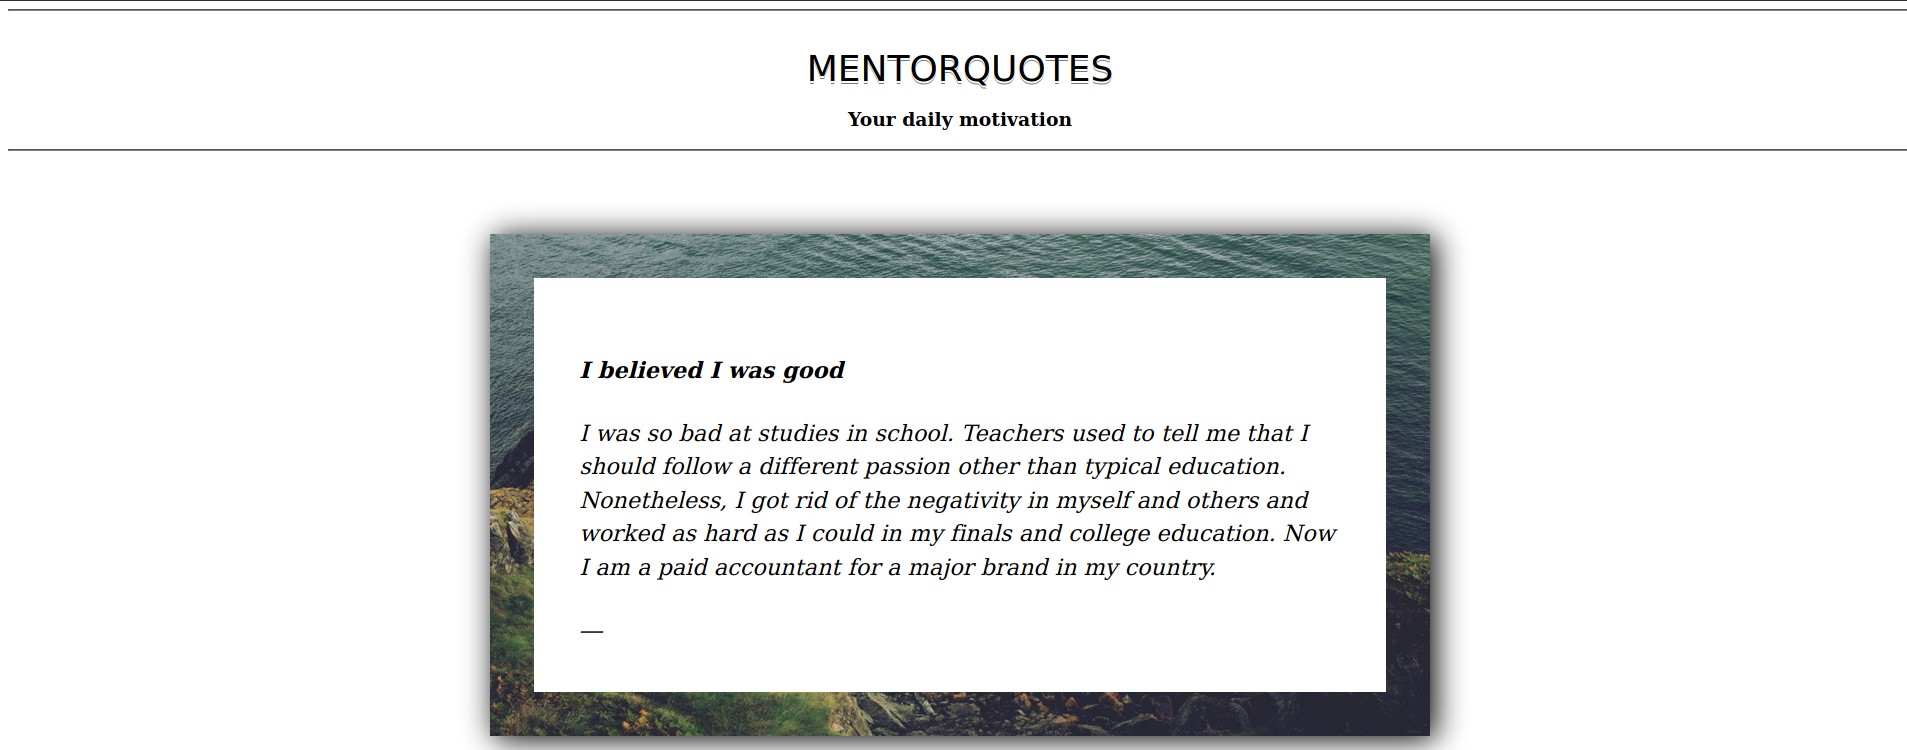 MENTORQUOTES
Your daily motivation
I believed I was good
I was so bad at studies in school. Teachers used to tell me that I
should follow a different passion other than typical education.
Nonetheless, I got rid of the negativity in myself and others and
worked as hard as I could in my finals and college education. Now
I am a paid accountant for a major brand in my country.
—